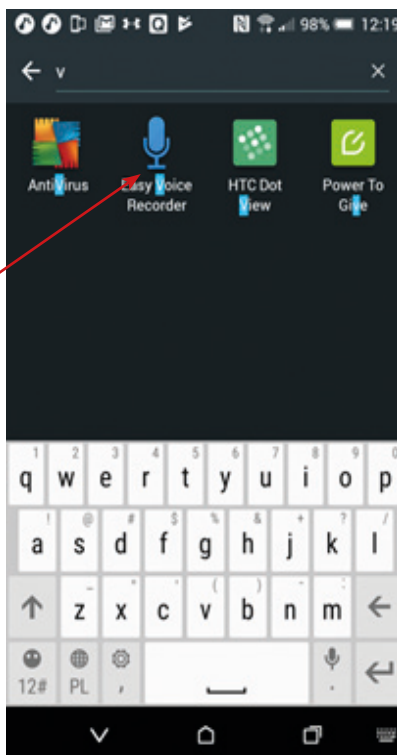 98% 12:19
v
AntiVirus Easy Voice Recorder HTC Dot View Power To Give
1 2 3 4 5 6 7 8 9 0
q w e r t y u i o p
! @ # $ % & + ? /
a s d f g h j k l
- " ' ( ) - :
z x c v b n m
12# PL , .